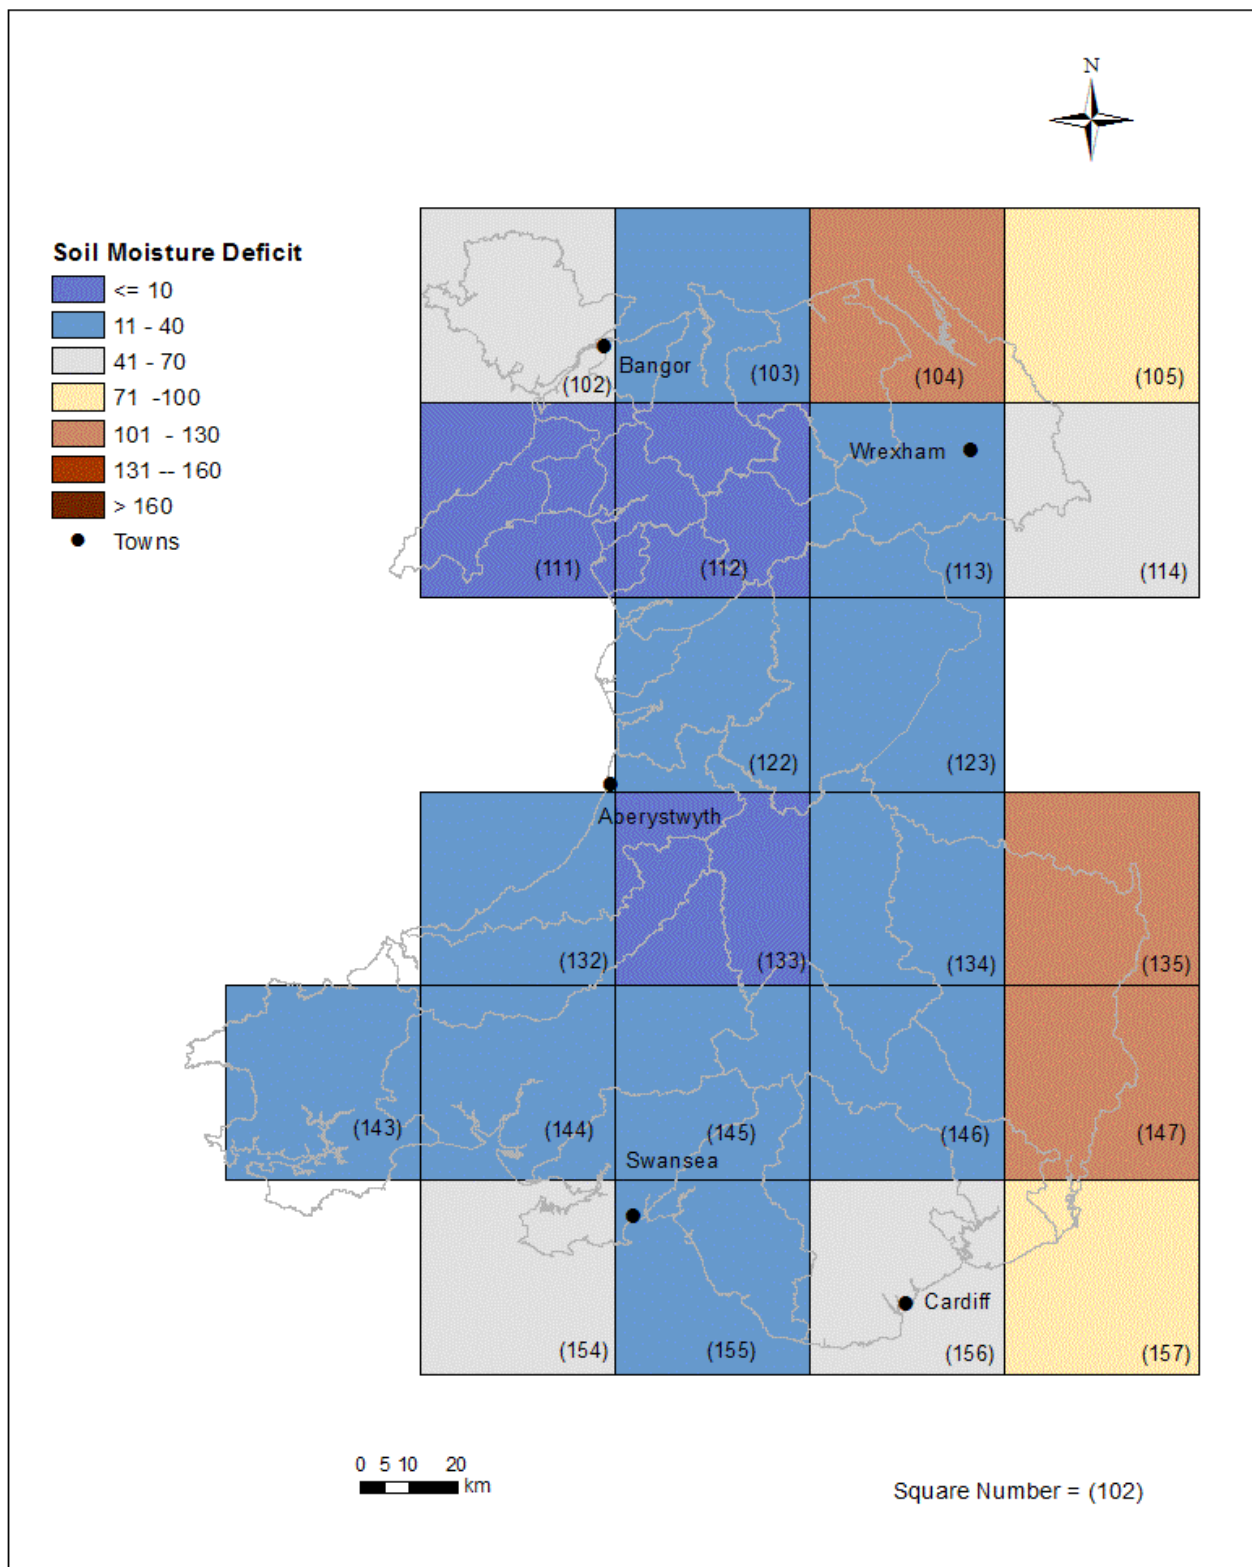 N
Soil Moisture Deficit
<= 10
11 - 40
41 - 70
71 -100
101 - 130
131 -- 160
> 160
Towns
Bangor
(102)
(103)
(104)
(105)
Wrexham
(111)
(112)
(113)
(114)
(122)
(123)
Aberystwyth
(132)
(133)
(134)
(135)
(143)
(144)
(145)
(146)
(147)
Swansea
Cardiff
(154)
(155)
(156)
(157)
0 5 10 20
km
Square Number = (102)